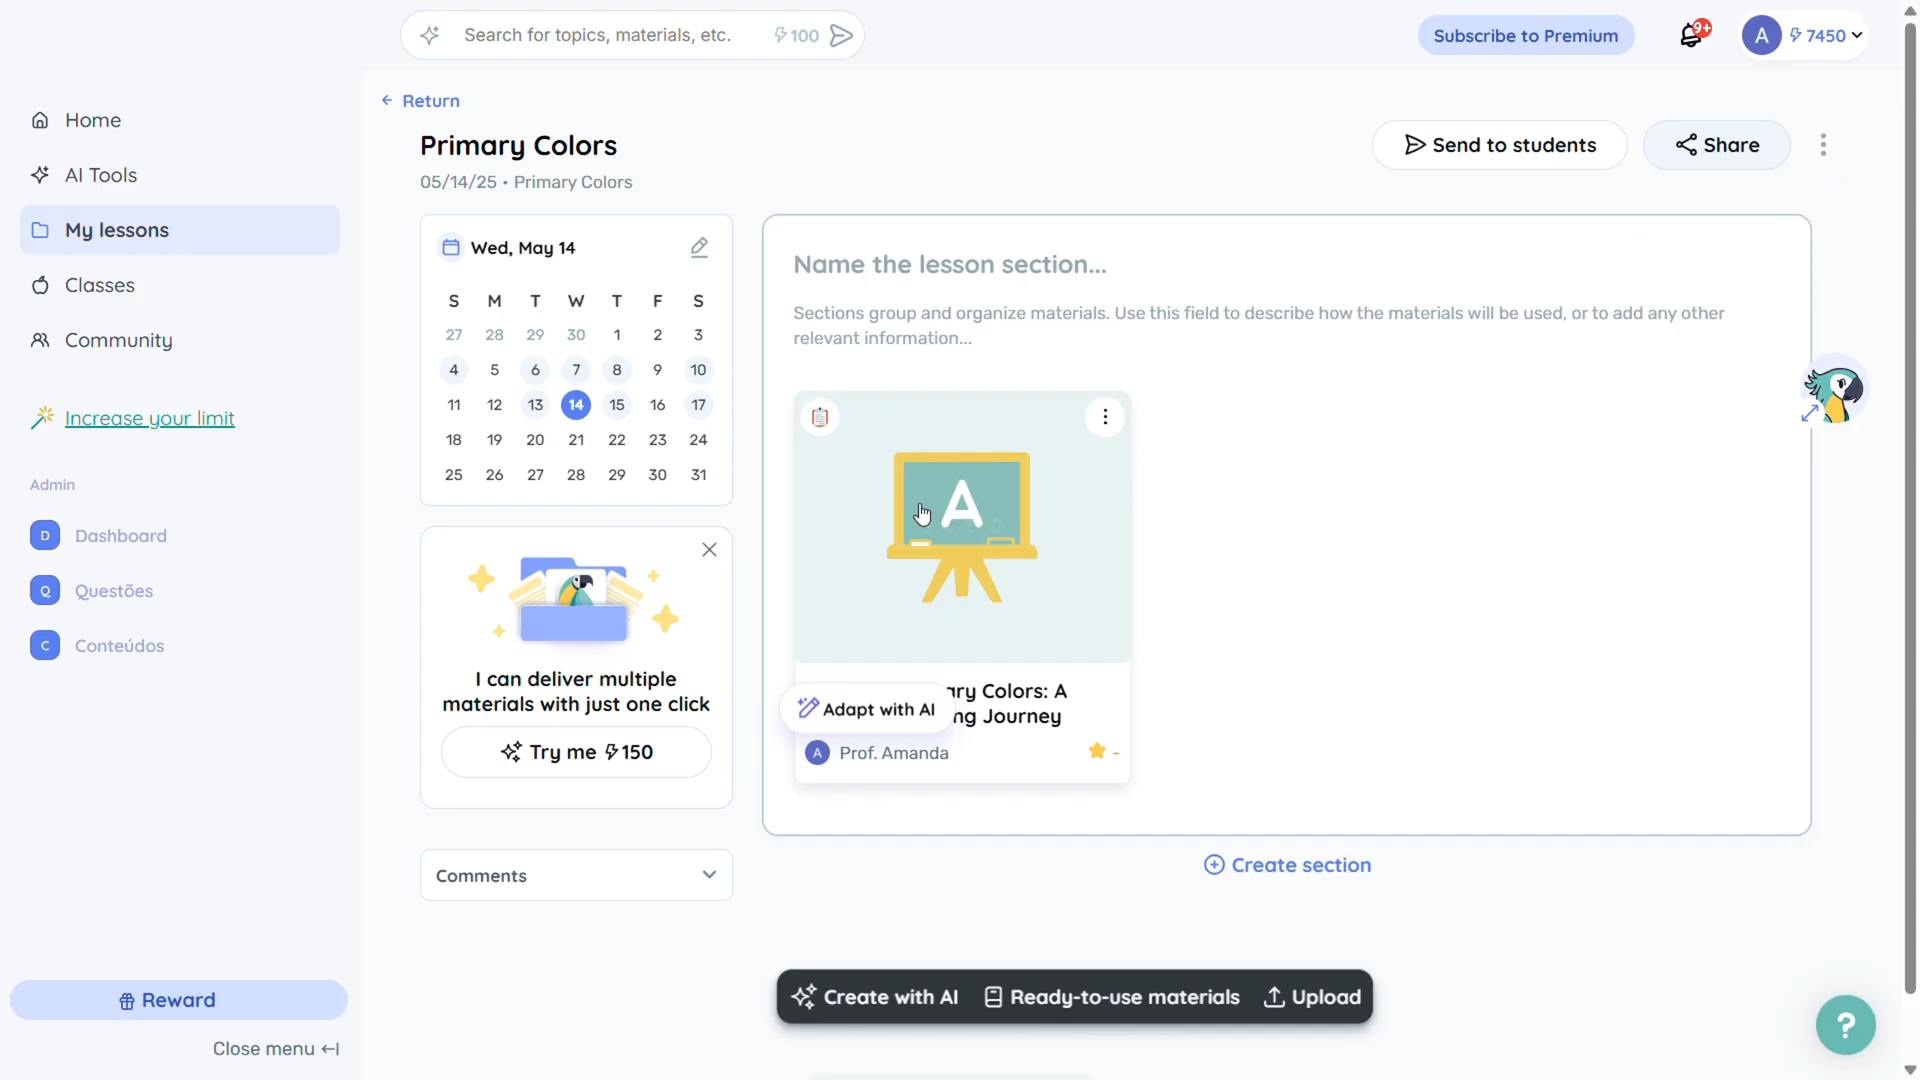 Search for topics, materials, etc.
100
Subscribe to Premium
9+
A
7450
Home
AI Tools
My lessons
Classes
Community
Increase your limit
Admin
D
Dashboard
Q
Questões
C
Conteúdos
Reward
Close menu
Return
Primary Colors
05/14/25 • Primary Colors
Send to students
Share
Wed, May 14
S M T W T F S
27 28 29 30 1 2 3
4 5 6 7 8 9 10
11 12 13 14 15 16 17
18 19 20 21 22 23 24
25 26 27 28 29 30 31
I can deliver multiple
materials with just one click
Try me 150
Comments
Name the lesson section...
Sections group and organize materials. Use this field to describe how the materials will be used, or to add any other
relevant information...
A
ary Colors: A
ng Journey
Adapt with AI
A
Prof. Amanda
-
Create section
Create with AI
Ready-to-use materials
Upload
?